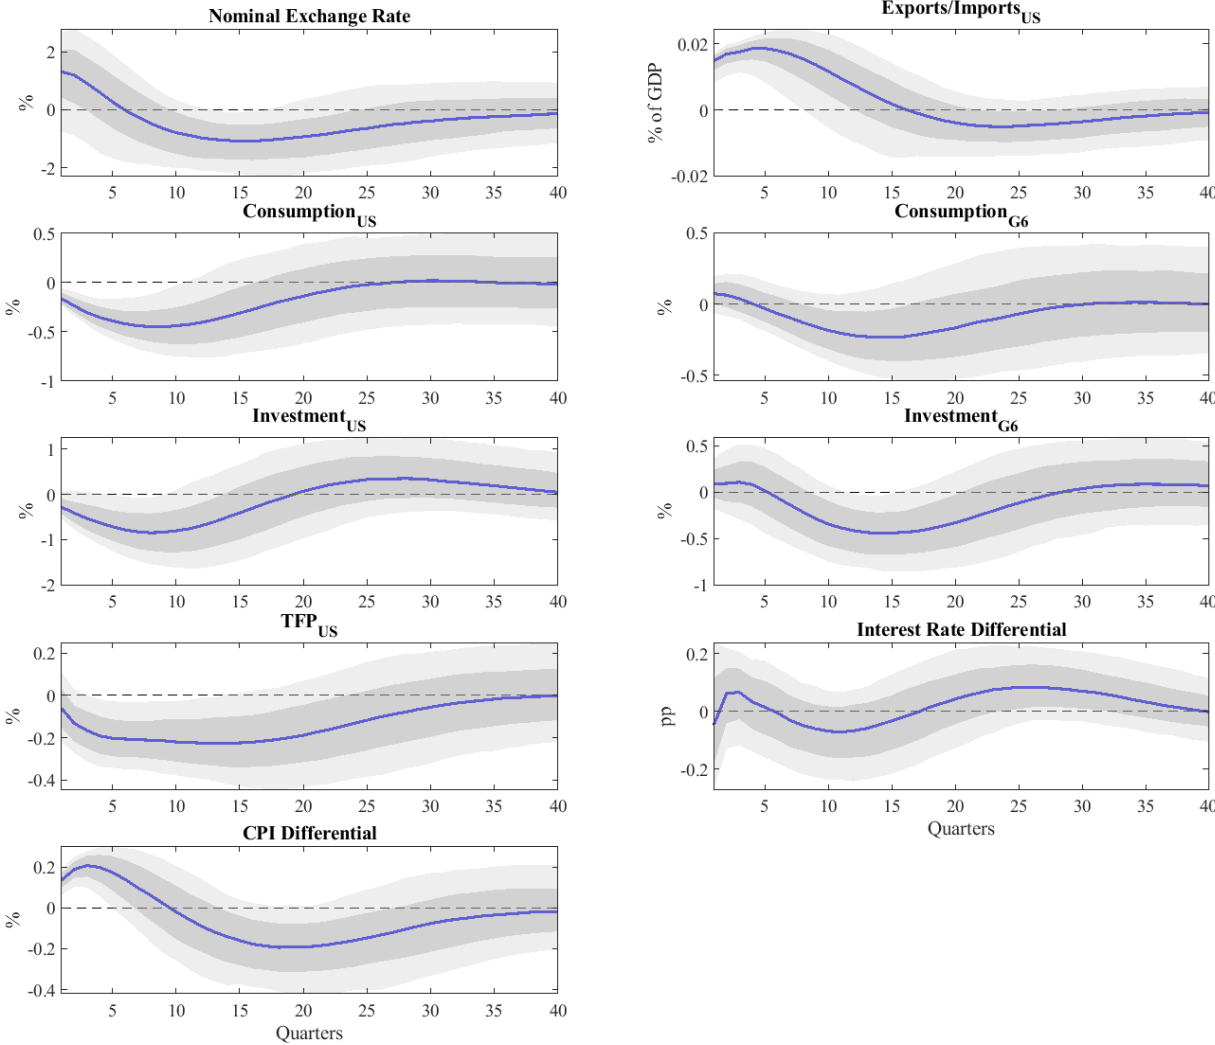 Nominal Exchange Rate
2
0
-2
%
5 10 15 20 25 30 35 40
Exports/Imports_US
0.02
0
-0.02
% of GDP
5 10 15 20 25 30 35 40
Consumption_US
0.5
0
-0.5
-1
%
5 10 15 20 25 30 35 40
Consumption_G6
0.5
0
-0.5
%
5 10 15 20 25 30 35 40
Investment_US
1
0
-1
-2
%
5 10 15 20 25 30 35 40
Investment_G6
0.5
0
-0.5
-1
%
5 10 15 20 25 30 35 40
TFP_US
0.2
0
-0.2
-0.4
%
5 10 15 20 25 30 35 40
Interest Rate Differential
0.2
0
-0.2
pp
5 10 15 20 25 30 35 40
Quarters
CPI Differential
0.2
0
-0.2
-0.4
%
5 10 15 20 25 30 35 40
Quarters